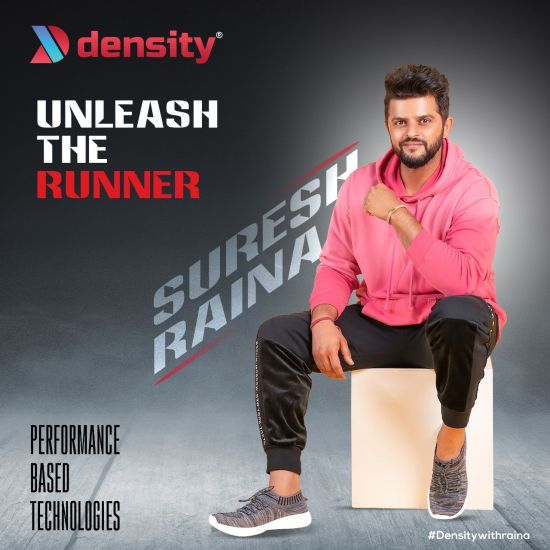 density®
UNLEASH
THE
RUNNER
SURESH
RAINA
PERFORMANCE
BASED
TECHNOLOGIES
#Densitywithraina